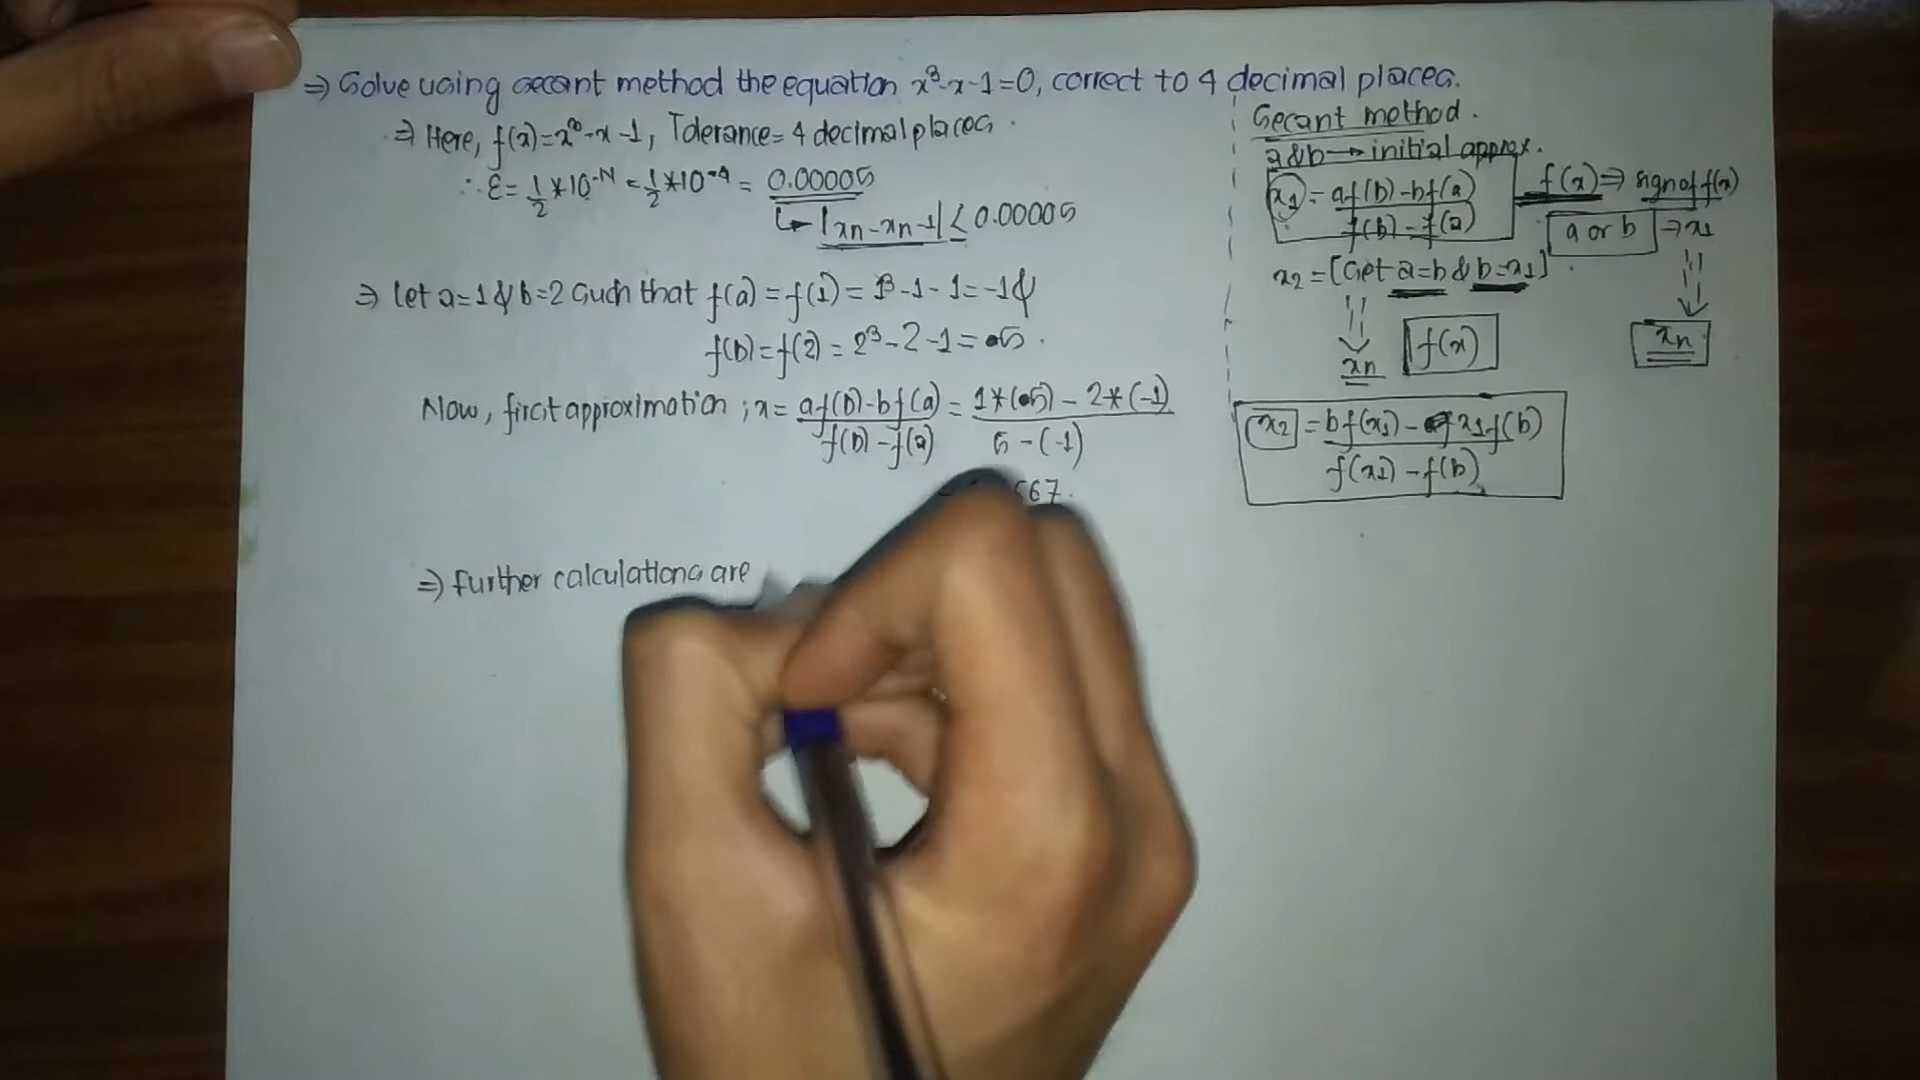 ⇒ Solve using secant method the equation x³-x-1=0, correct to 4 decimal places.
⇒ Here, f(x)=x³-x-1, Tolerance= 4 decimal places.
∴ ε= 1/2 *10^-N = 1/2 *10^-4 = 0.00005
↳ |xn-xn-1| ≤ 0.00005
⇒ let a=1 & b=2 such that f(a) = f(1) = 1³-1-1=-1 &
f(b)=f(2) = 2³-2-1= 5.
Now, first approximation ; x= af(b)-bf(a) / f(b)-f(a) = 1*(5) - 2*(-1) / 5-(-1)
67.
⇒ further calculations are
Secant method.
a & b → initial approx.
x1 = af(b)-bf(a) / f(b)-f(a) f(x) ⇒ sign of f(x)
a or b → x1
x2 = [Set a=b & b=x1]
xn f(x) xn
x2 = bf(x1) - x1f(b) / f(x1) - f(b)